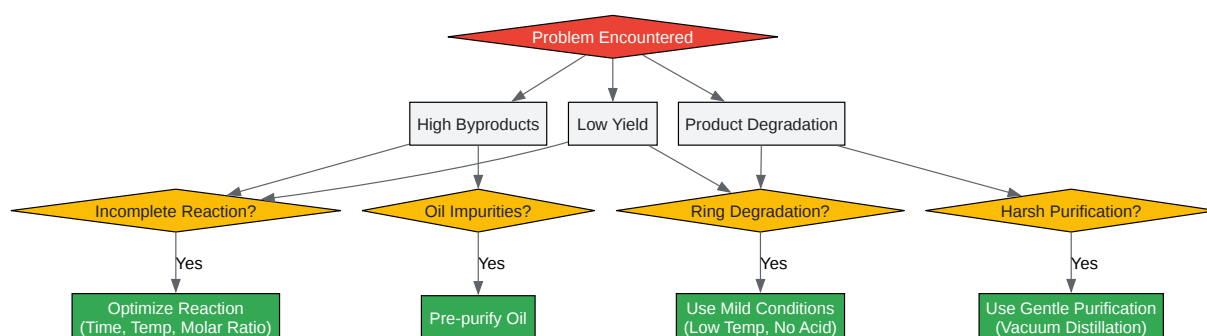 Problem Encountered
High Byproducts
Low Yield
Product Degradation
Incomplete Reaction?
Oil Impurities?
Ring Degradation?
Harsh Purification?
Yes
Yes
Yes
Yes
Optimize Reaction
(Time, Temp, Molar Ratio)
Pre-purify Oil
Use Mild Conditions
(Low Temp, No Acid)
Use Gentle Purification
(Vacuum Distillation)